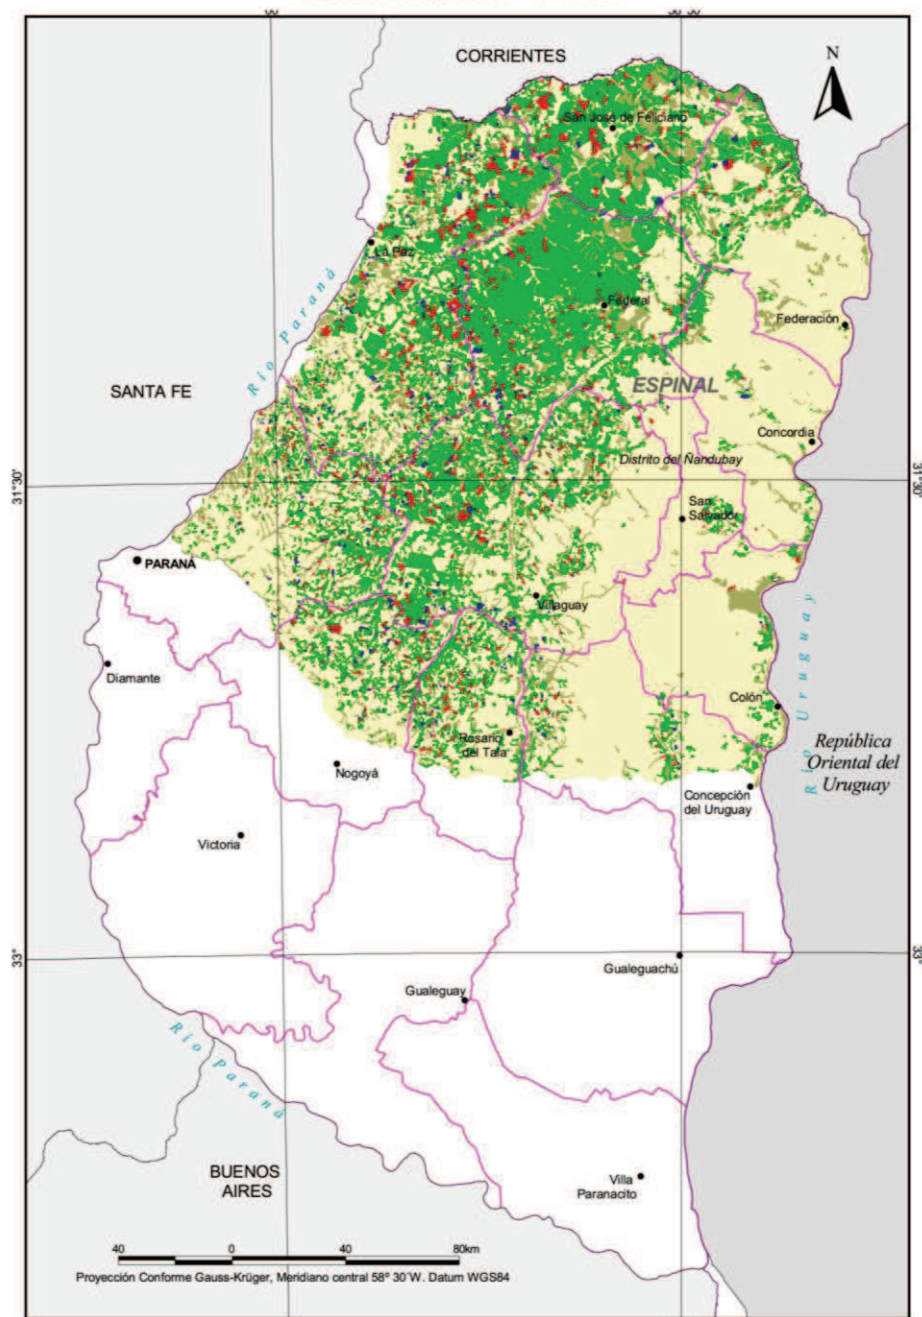 CORRIENTES
N
San José de Feliciano
La Paz
Río Paraná
Federal
Federación
SANTA FE
ESPINAL
Concordia
Distrito del Ñandubay
31°30'
31°30'
San
Salvador
PARANÁ
Villaguay
Río Uruguay
Diamante
Colón
Rosario
del Tala
República
Oriental del
Uruguay
Nogoyá
Concepción
del Uruguay
Victoria
33°
33°
Gualeguachú
Gualeguay
Río Paraná
BUENOS
AIRES
Villa
Paranacito
40 0 40 80km
Proyección Conforme Gauss-Krüger, Meridiano central 58º 30´W. Datum WGS84